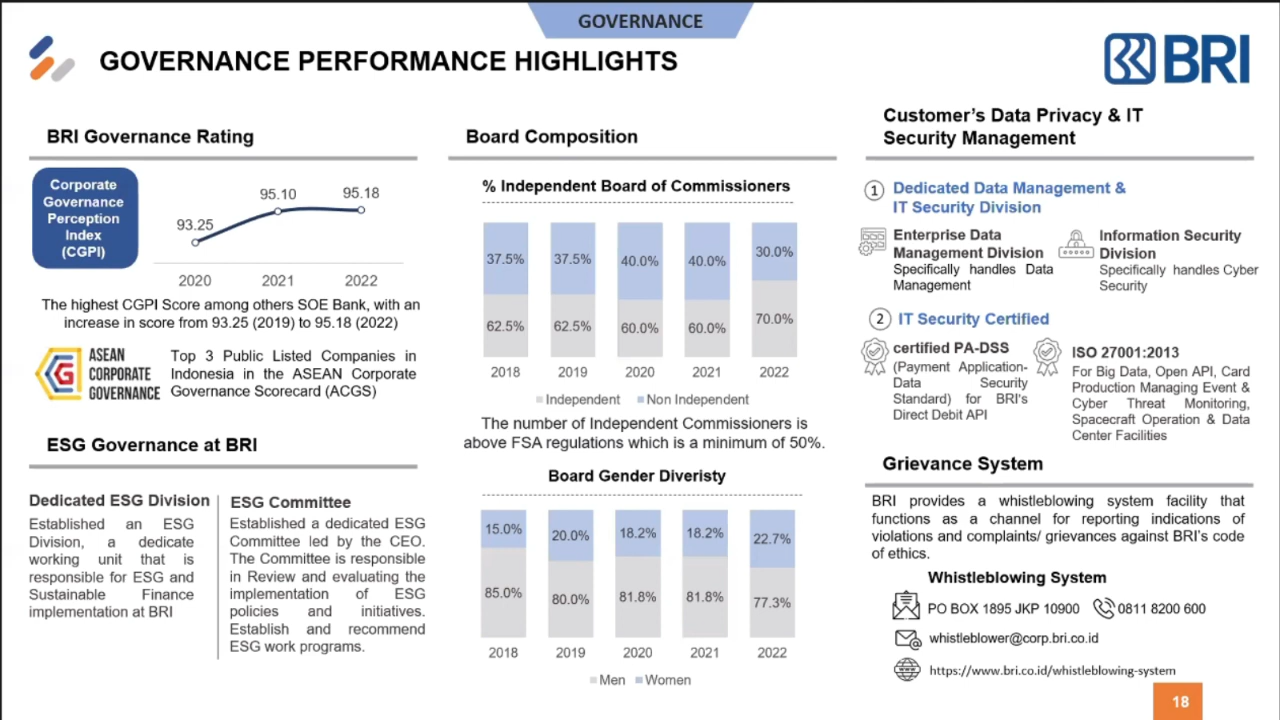 GOVERNANCE
GOVERNANCE PERFORMANCE HIGHLIGHTS
BRI
BRI Governance Rating
Corporate
Governance
Perception
Index
(CGPI)
93.25
95.10
95.18
2020 2021 2022
The highest CGPI Score among others SOE Bank, with an
increase in score from 93.25 (2019) to 95.18 (2022)
ASEAN
CORPORATE
GOVERNANCE
Top 3 Public Listed Companies in
Indonesia in the ASEAN Corporate
Governance Scorecard (ACGS)
ESG Governance at BRI
Dedicated ESG Division
Established an ESG
Division, a dedicate
working unit that is
responsible for ESG and
Sustainable Finance
implementation at BRI
ESG Committee
Established a dedicated ESG
Committee led by the CEO.
The Committee is responsible
in Review and evaluating the
implementation of ESG
policies and initiatives.
Establish and recommend
ESG work programs.
Board Composition
% Independent Board of Commissioners
37.5% 37.5% 40.0% 40.0% 30.0%
62.5% 62.5% 60.0% 60.0% 70.0%
2018 2019 2020 2021 2022
Independent Non Independent
The number of Independent Commissioners is
above FSA regulations which is a minimum of 50%.
Board Gender Diveristy
15.0% 20.0% 18.2% 18.2% 22.7%
85.0% 80.0% 81.8% 81.8% 77.3%
2018 2019 2020 2021 2022
Men Women
Customer's Data Privacy & IT
Security Management
1 Dedicated Data Management &
IT Security Division
Enterprise Data
Management Division
Specifically handles Data
Management
Information Security
Division
Specifically handles Cyber
Security
2 IT Security Certified
certified PA-DSS
(Payment Application-
Data Security
Standard) for BRI's
Direct Debit API
ISO 27001:2013
For Big Data, Open API, Card
Production Managing Event &
Cyber Threat Monitoring,
Spacecraft Operation & Data
Center Facilities
Grievance System
BRI provides a whistleblowing system facility that
functions as a channel for reporting indications of
violations and complaints/ grievances against BRI's code
of ethics.
Whistleblowing System
PO BOX 1895 JKP 10900 0811 8200 600
whistleblower@corp.bri.co.id
https://www.bri.co.id/whistleblowing-system
18